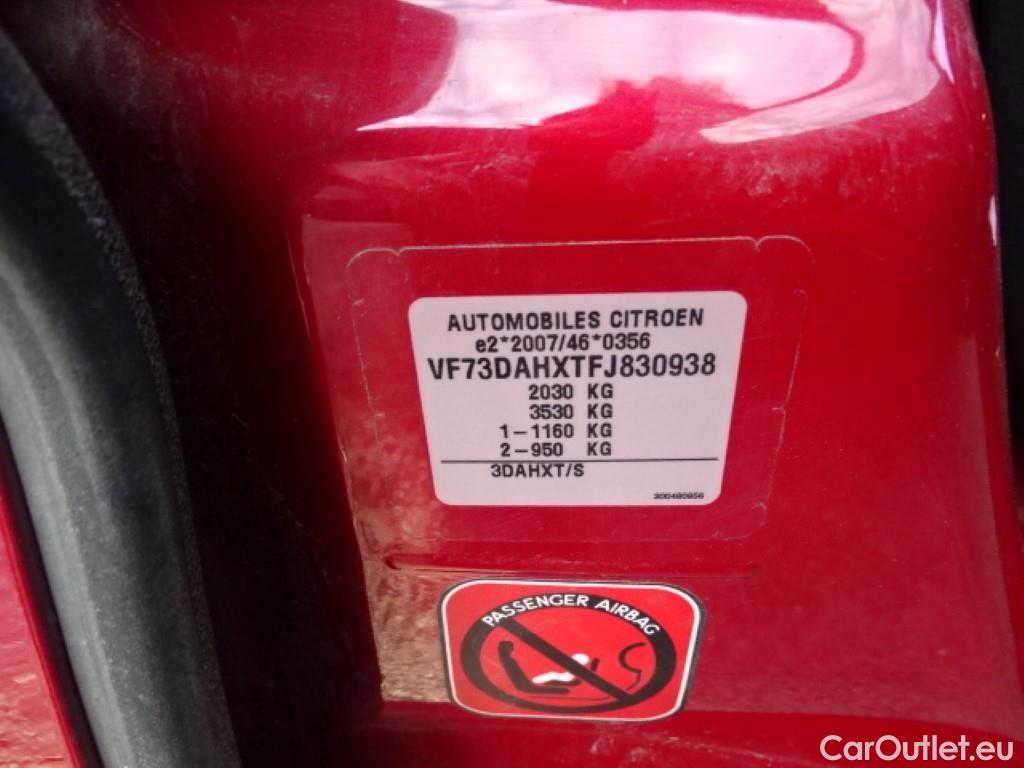 AUTOMOBILES CITROEN
e2*2007/46*0356
VF73DAHXTFJ830938
2030 KG
3530 KG
1-1160 KG
2-950 KG
3DAHXT/S
300480856
PASSENGER AIRBAG
CarOutlet.eu